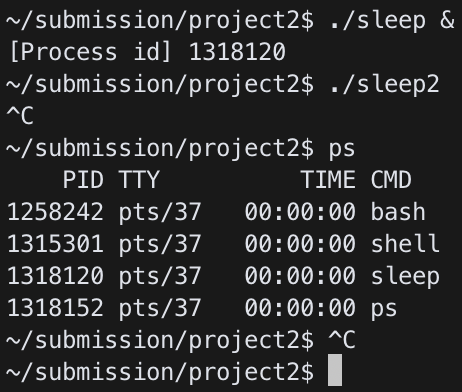 ~/submission/project2$ ./sleep &
[Process id] 1318120
~/submission/project2$ ./sleep2
^C
~/submission/project2$ ps
    PID TTY          TIME CMD
1258242 pts/37   00:00:00 bash
1315301 pts/37   00:00:00 shell
1318120 pts/37   00:00:00 sleep
1318152 pts/37   00:00:00 ps
~/submission/project2$ ^C
~/submission/project2$